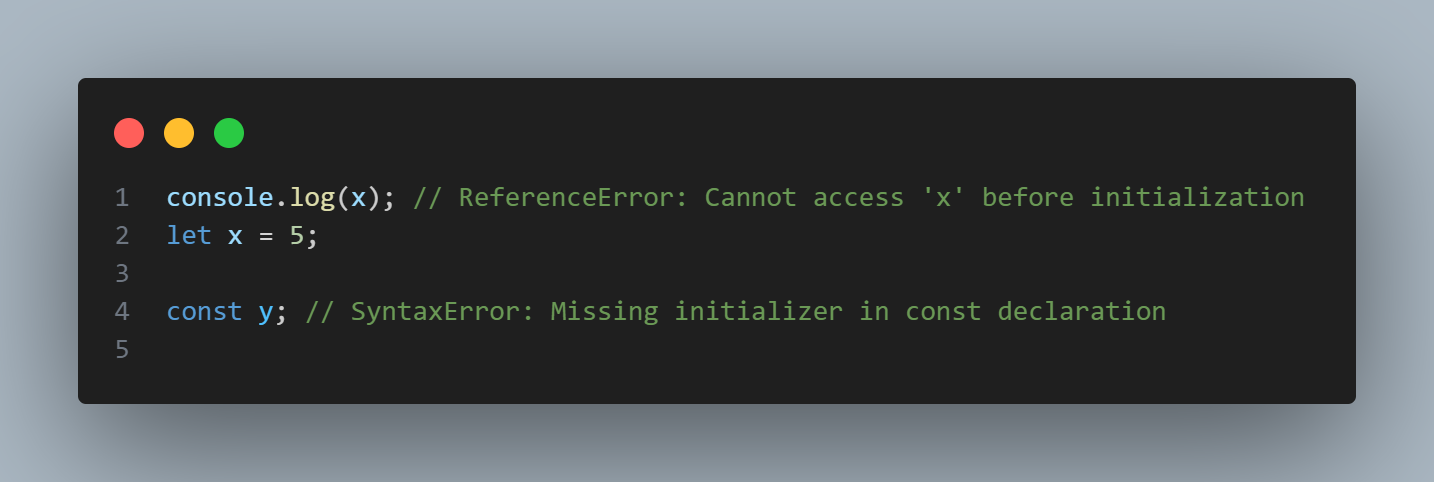 1 console.log(x); // ReferenceError: Cannot access 'x' before initialization
2 let x = 5;
3
4 const y; // SyntaxError: Missing initializer in const declaration
5